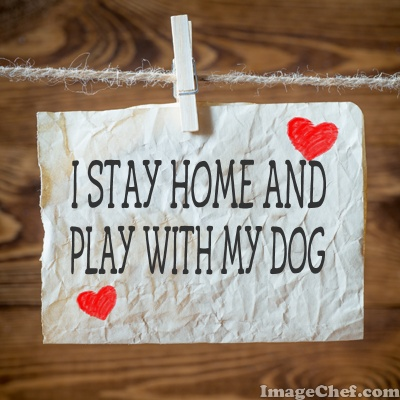 I STAY HOME AND
PLAY WITH MY DOG
ImageChef.com